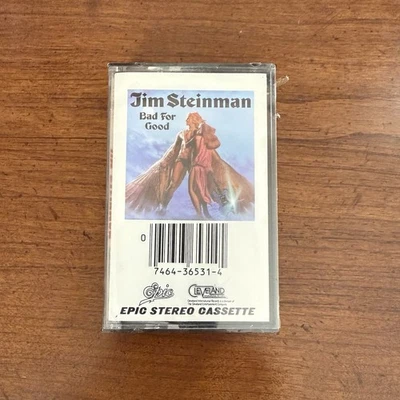 Jim Steinman
Bad For
Good
0
7464-36531-4
Epic
CLEVELAND
EPIC STEREO CASSETTE